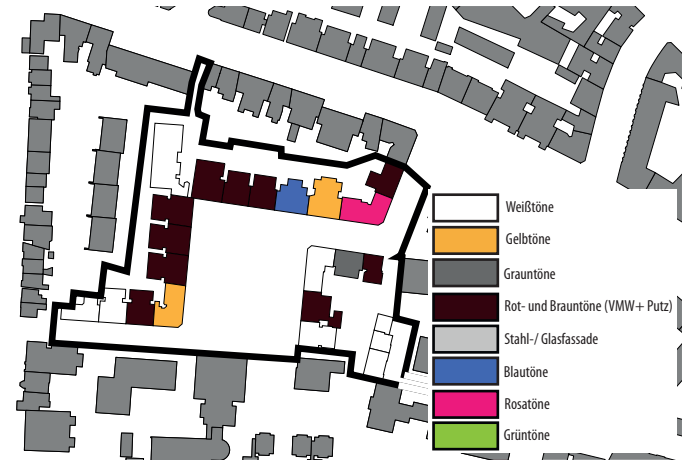 Weißtöne
Gelbtöne
Grauntöne
Rot- und Brauntöne (VMW+ Putz)
Stahl-/ Glasfassade
Blautöne
Rosatöne
Grüntöne